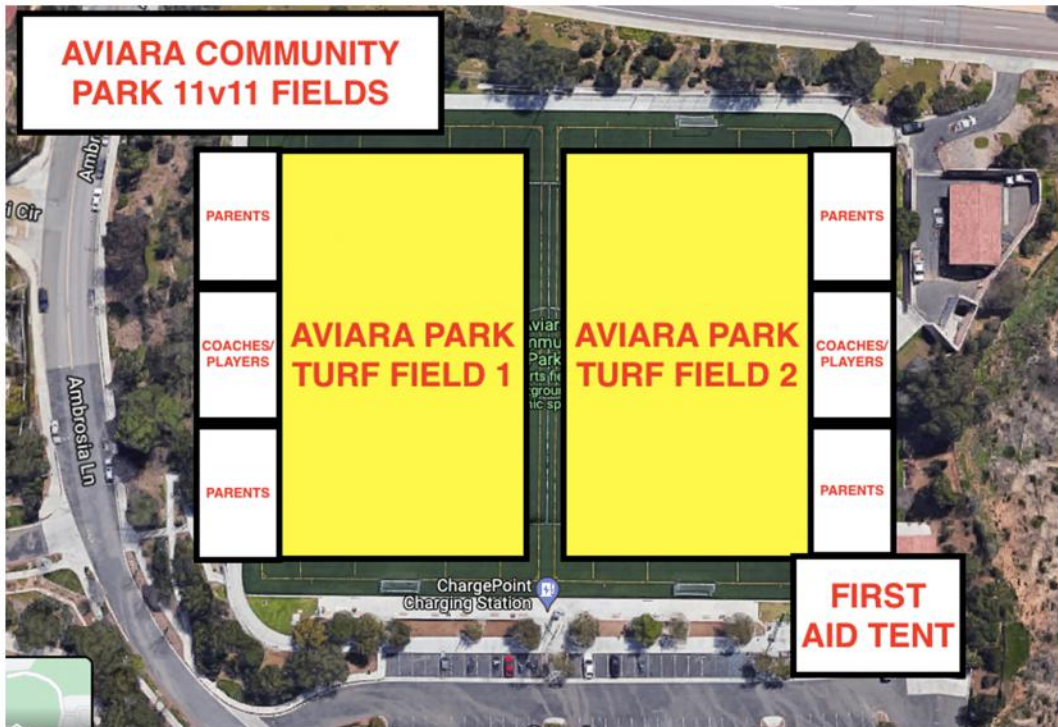 AVIARA COMMUNITY
PARK 11v11 FIELDS
PARENTS
COACHES/
PLAYERS
PARENTS
AVIARA PARK
TURF FIELD 1
AVIARA PARK
TURF FIELD 2
PARENTS
COACHES/
PLAYERS
PARENTS
Ambrosia Ln
ChargePoint
Charging Station
FIRST
AID TENT